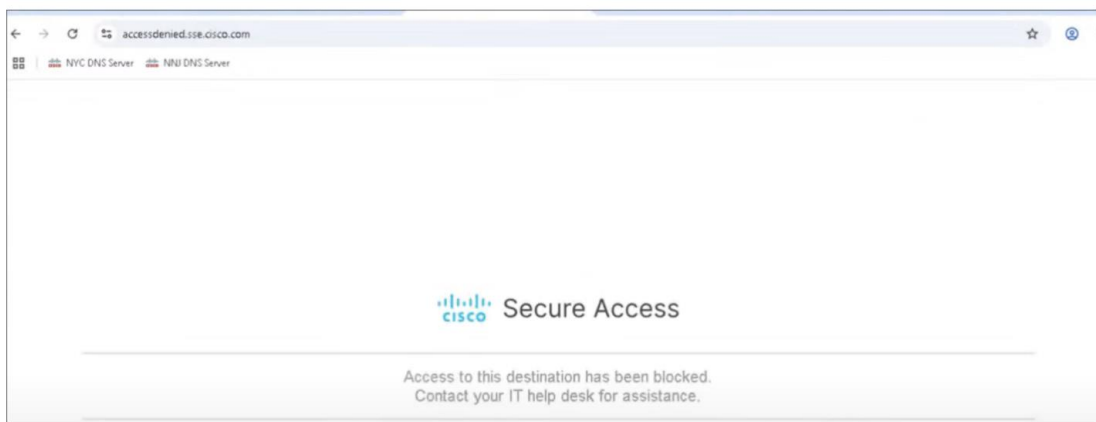 accessdenied.sse.cisco.com
NYC DNS Server NNJ DNS Server
CISCO Secure Access
Access to this destination has been blocked.
Contact your IT help desk for assistance.